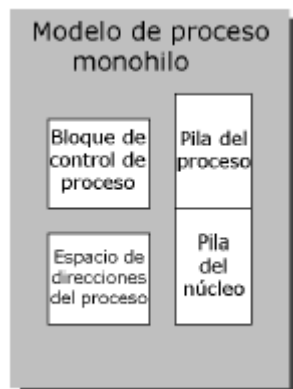 Modelo de proceso
monohilo
Bloque de
control de
proceso
Pila del
proceso
Espacio de
direcciones
del proceso
Pila
del
núcleo